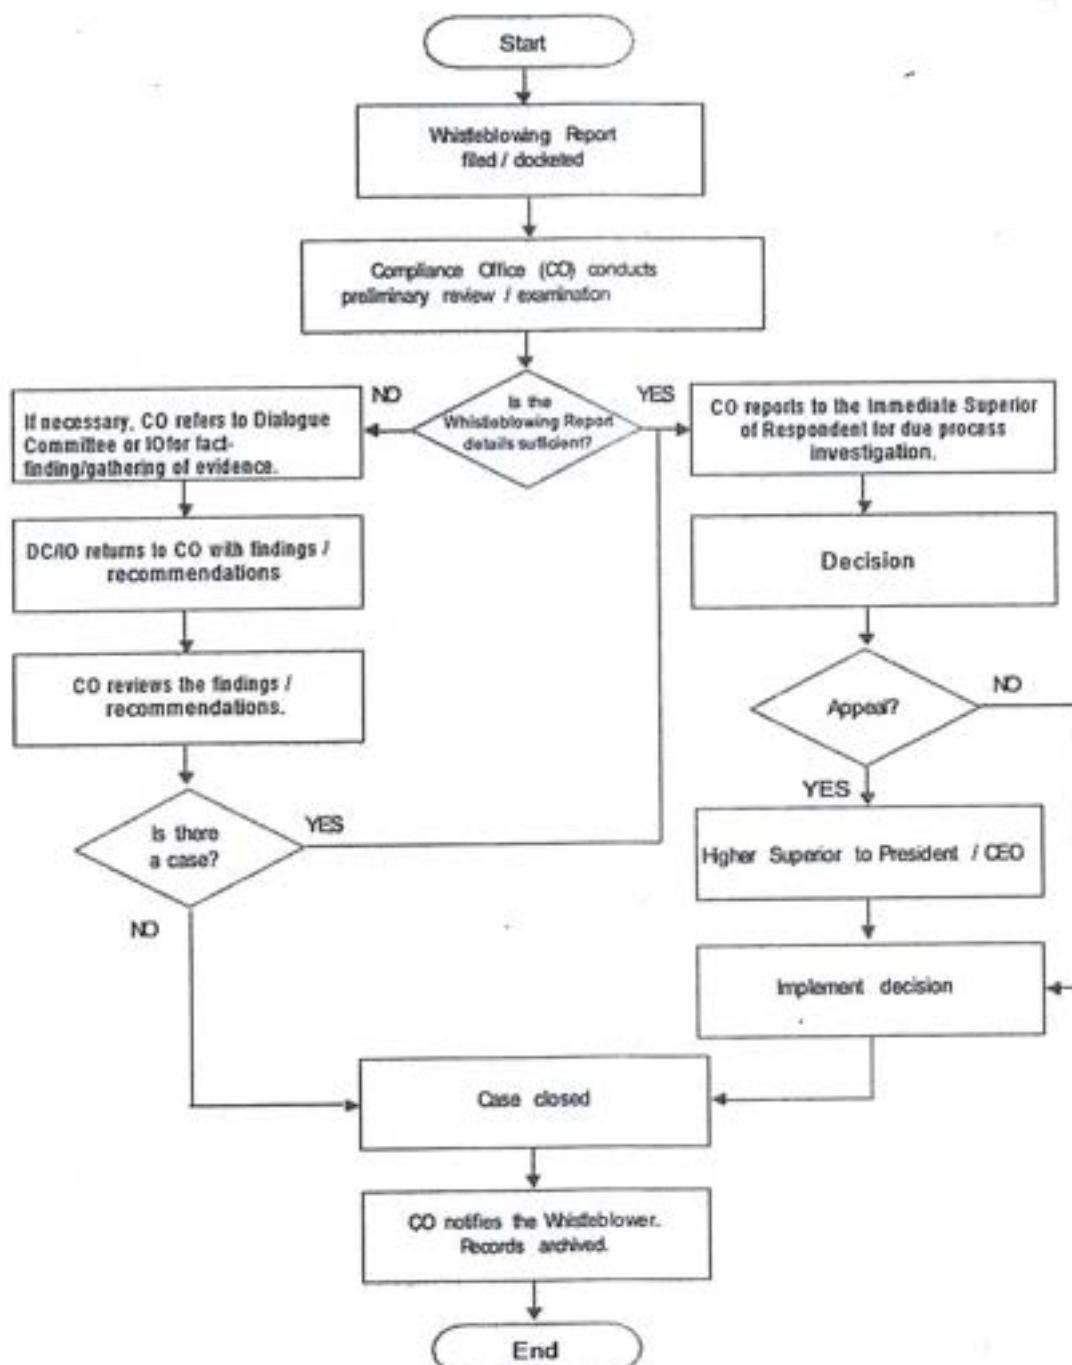 Start
Whistleblowing Report
filed / docketed
Compliance Office (CO) conducts
preliminary review / examination
NO
Is the
Whistleblowing Report
details sufficient?
YES
If necessary, CO refers to Dialogue
Committee or IO for fact-
finding/gathering of evidence.
CO reports to the Immediate Superior
of Respondent for due process
investigation.
DC/IO returns to CO with findings /
recommendations
Decision
CO reviews the findings /
recommendations.
Appeal?
NO
YES
Is there
a case?
YES
NO
Higher Superior to President / CEO
Implement decision
Case closed
CO notifies the Whistleblower.
Records archived.
End